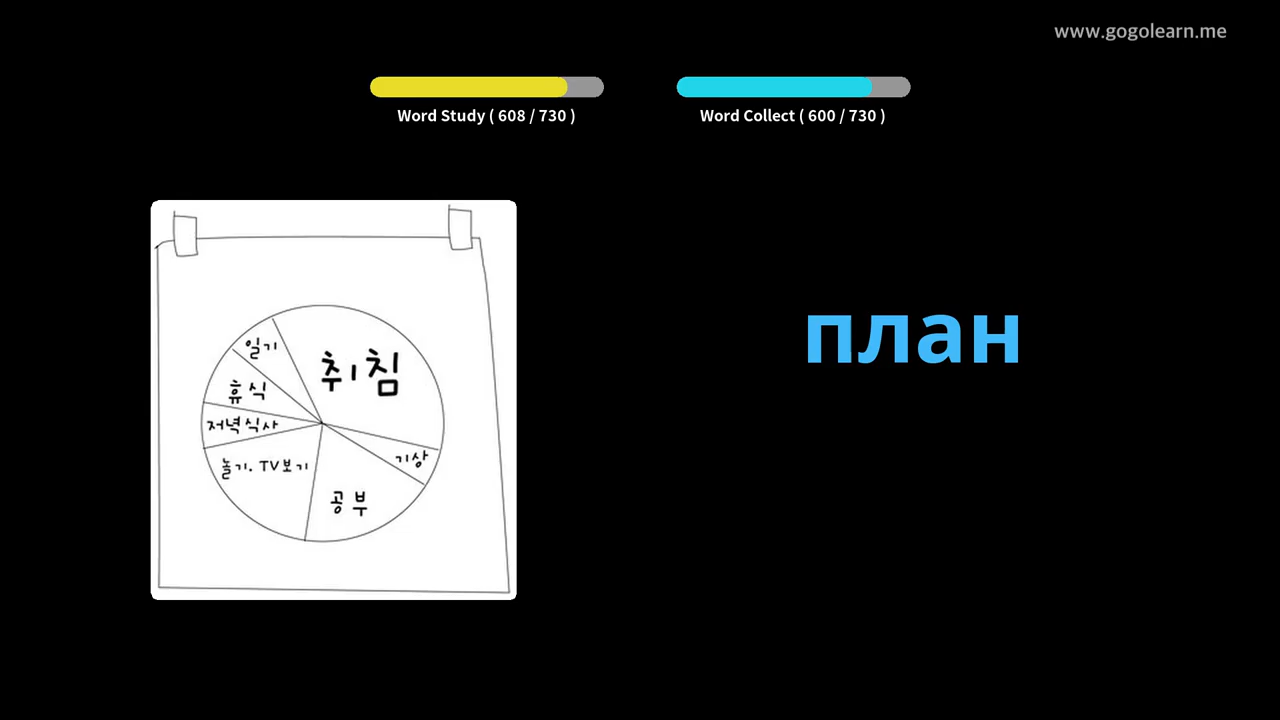 www.gogolearn.me
Word Study ( 608 / 730 )
Word Collect ( 600 / 730 )
일기
취침
휴식
저녁식사
놀기. TV보기
기상
공부
план